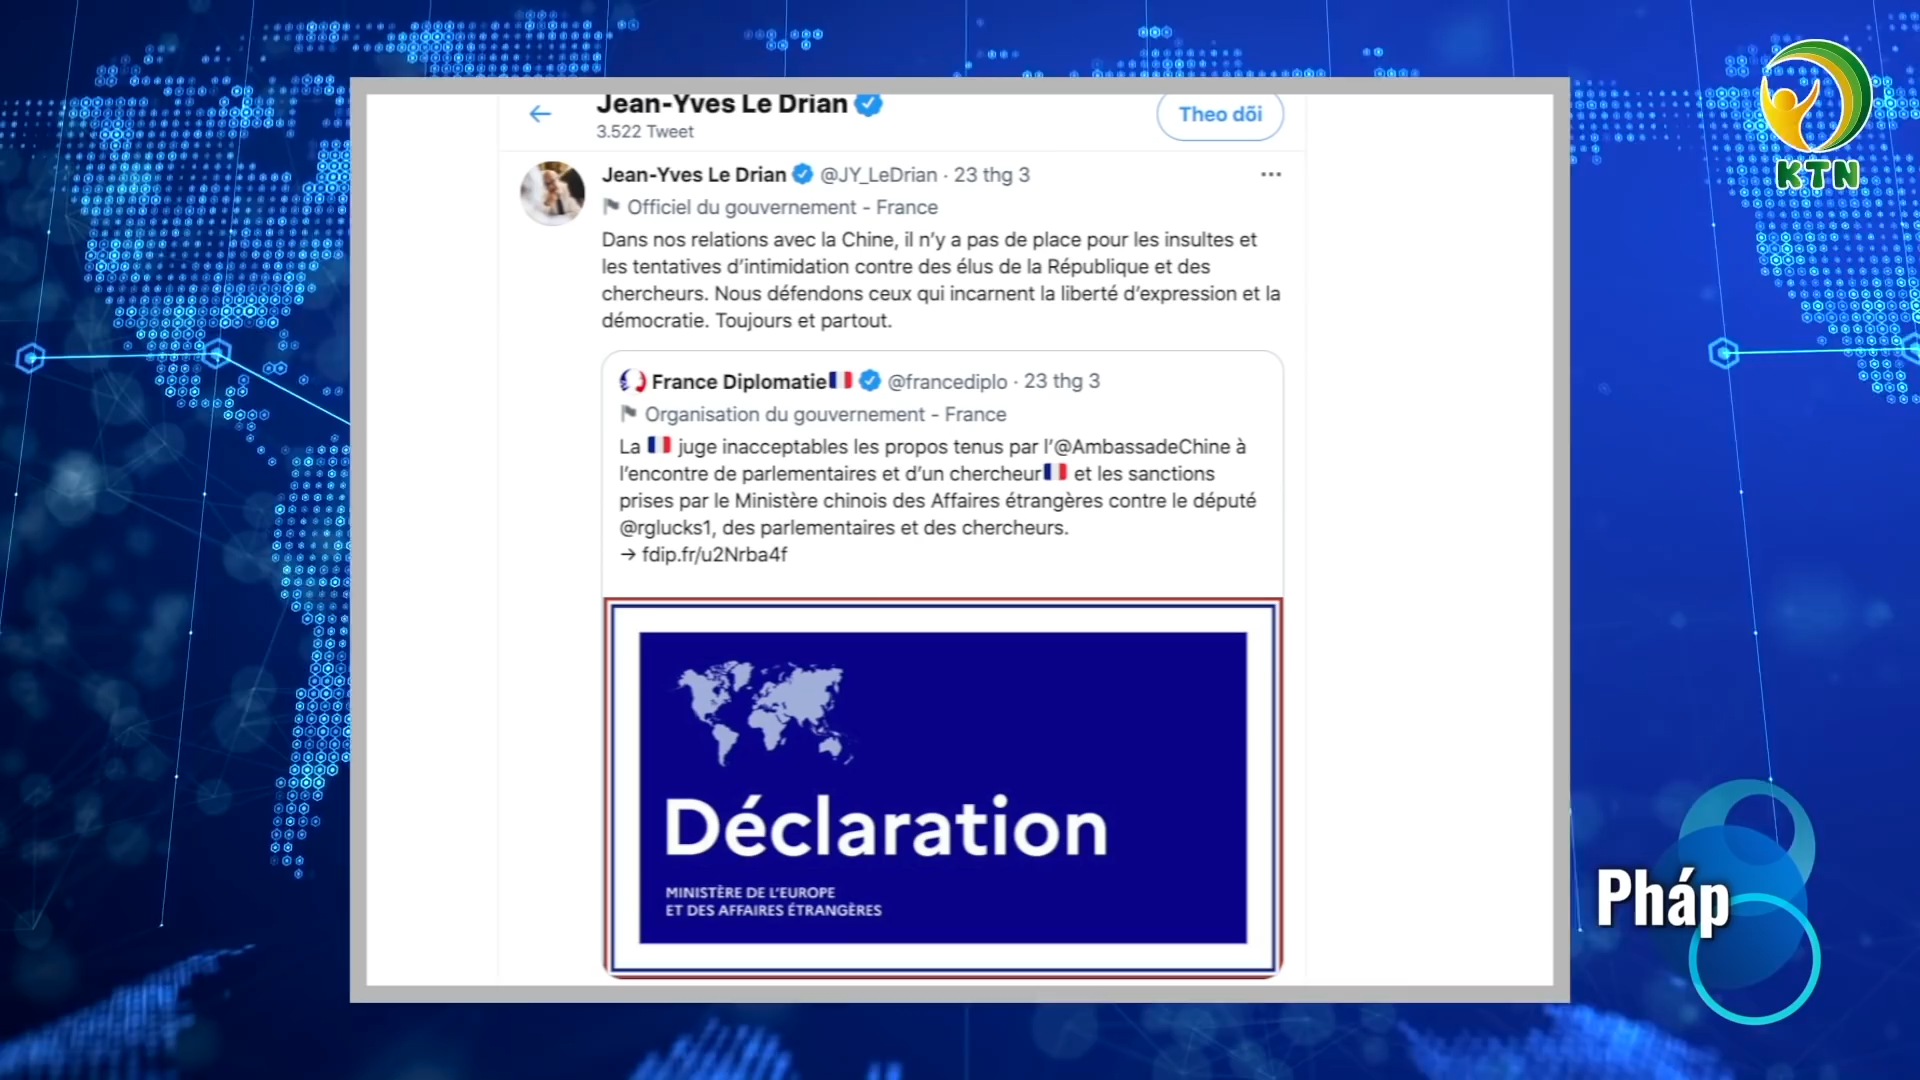 Jean-Yves Le Drian
3.522 Tweet
Theo dõi
KTN
Jean-Yves Le Drian @JY_LeDrian · 23 thg 3
Officiel du gouvernement - France
Dans nos relations avec la Chine, il n’y a pas de place pour les insultes et
les tentatives d’intimidation contre des élus de la République et des
chercheurs. Nous défendons ceux qui incarnent la liberté d’expression et la
démocratie. Toujours et partout.
France Diplomatie🇫🇷 @francediplo · 23 thg 3
Organisation du gouvernement - France
La 🇫🇷 juge inacceptables les propos tenus par l’@AmbassadeChine à
l’encontre de parlementaires et d’un chercheur🇫🇷 et les sanctions
prises par le Ministère chinois des Affaires étrangères contre le député
@rglucks1, des parlementaires et des chercheurs.
→ fdip.fr/u2Nrba4f
Déclaration
MINISTÈRE DE L’EUROPE
ET DES AFFAIRES ÉTRANGÈRES
Pháp